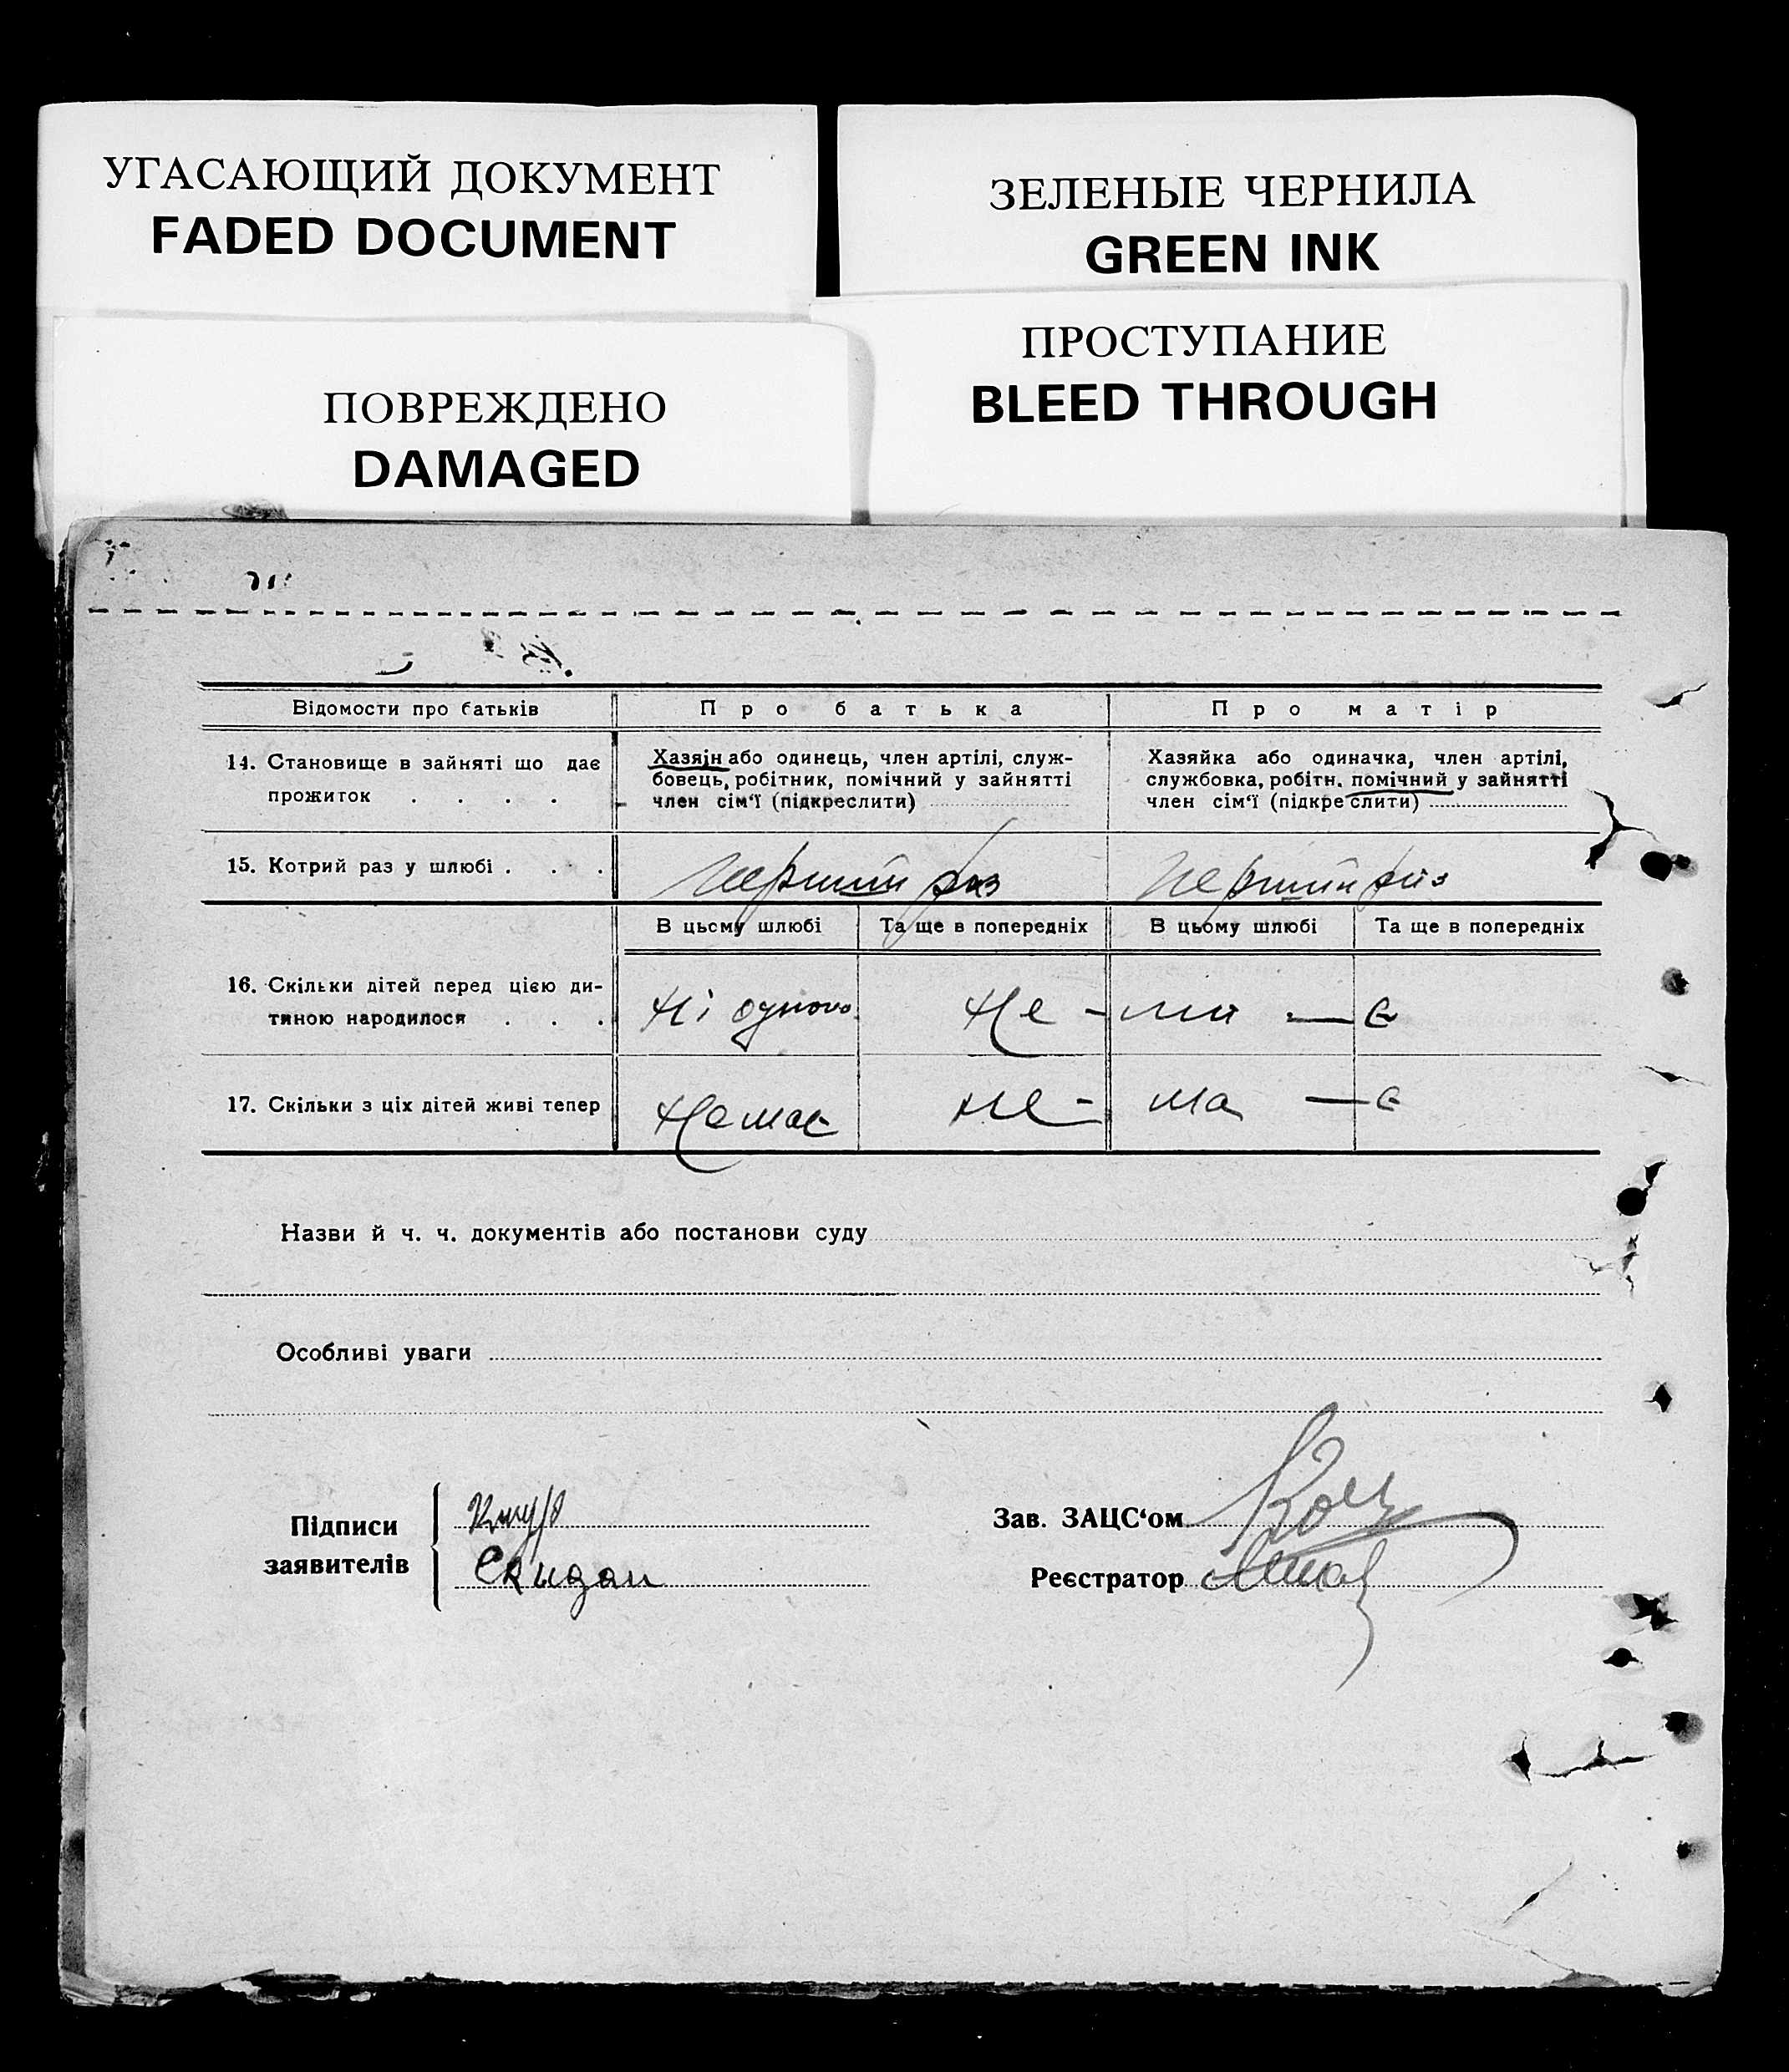 УГАСАЮЩИЙ ДОКУМЕНТ
FADED DOCUMENT
ЗЕЛЕНЫЕ ЧЕРНИЛА
GREEN INK
ПРОСТУПАНИЕ
BLEED THROUGH
ПОВРЕЖДЕНО
DAMAGED
Відомости про батьків
Про батька
Про матір
14. Становище в зайняті що дає
прожиток . . . .
Хазяїн або одинець, член артілі, служ-
бовець, робітник, помічний у зайнятті
член сім'ї (підкреслити)
Хазяйка або одиначка, член артілі,
службовка, робітн. помічний у зайнятті
член сім'ї (підкреслити)
15. Котрий раз у шлюбі . . .
перший раз
перший раз
В цьому шлюбі
Та ще в попередніх
В цьому шлюбі
Та ще в попередніх
16. Скільки дітей перед цією ди-
тиною народилося . . .
Ні одного
Не - ма — є
17. Скільки з ціх дітей живі тепер
Немає
не - ма — є
Назви й ч. ч. документів або постанови суду
Особливі уваги
Підписи
заявителів
Скидан
Зав. ЗАЦС'ом
Реєстратор